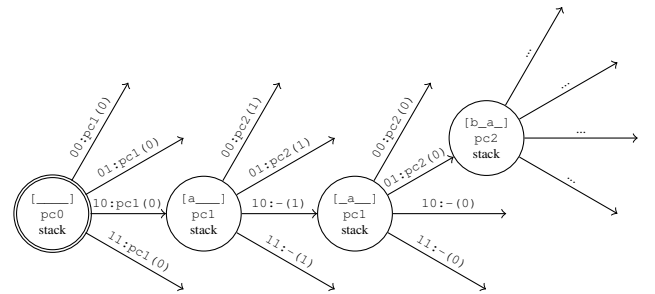 ...
...
[b_a_]
pc2
stack
...
...
00:pc1(0)
01:pc1(0)
10:pc1(0)
11:pc1(0)
[____]
pc0
stack
00:pc2(1)
01:pc2(1)
10:-(1)
11:-(1)
[a___]
pc1
stack
00:pc2(0)
01:pc2(0)
10:-(0)
11:-(0)
[_a__]
pc1
stack